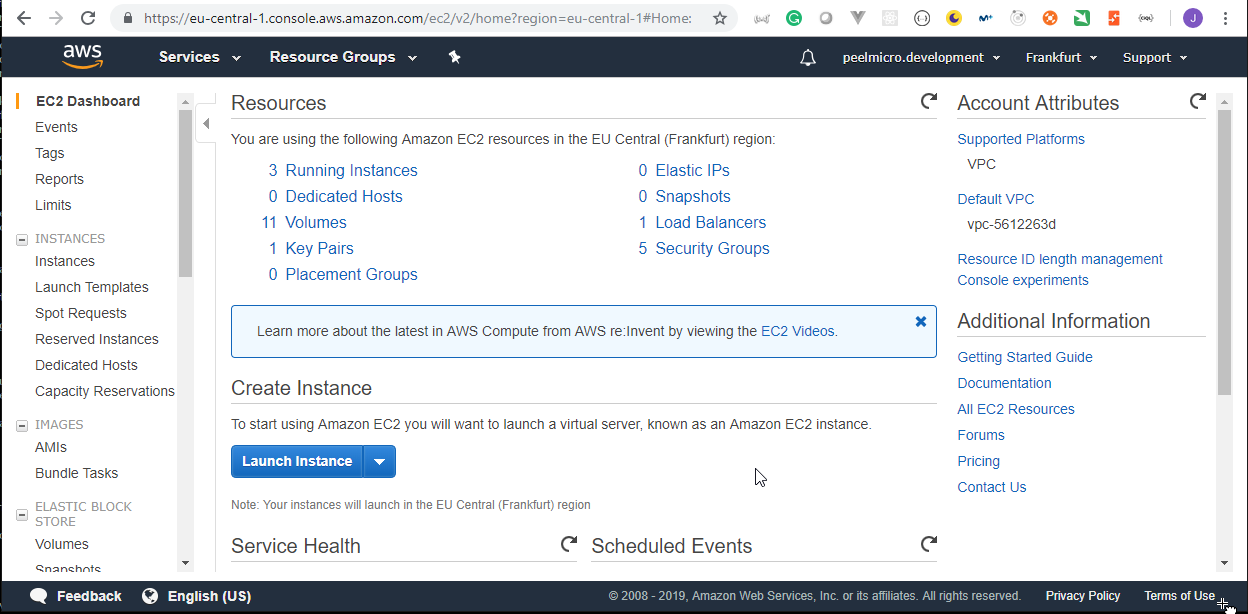 https://eu-central-1.console.aws.amazon.com/ec2/v2/home?region=eu-central-1#Home:
J
aws
Services
Resource Groups
peelmicro.development
Frankfurt
Support
EC2 Dashboard
Events
Tags
Reports
Limits
INSTANCES
Instances
Launch Templates
Spot Requests
Reserved Instances
Dedicated Hosts
Capacity Reservations
IMAGES
AMIs
Bundle Tasks
ELASTIC BLOCK
STORE
Volumes
Snapshots
Resources
You are using the following Amazon EC2 resources in the EU Central (Frankfurt) region:
3 Running Instances
0 Dedicated Hosts
11 Volumes
1 Key Pairs
0 Placement Groups
0 Elastic IPs
0 Snapshots
1 Load Balancers
5 Security Groups
Learn more about the latest in AWS Compute from AWS re:Invent by viewing the EC2 Videos.
Create Instance
To start using Amazon EC2 you will want to launch a virtual server, known as an Amazon EC2 instance.
Launch Instance
Note: Your instances will launch in the EU Central (Frankfurt) region
Service Health
Scheduled Events
Account Attributes
Supported Platforms
VPC
Default VPC
vpc-5612263d
Resource ID length management
Console experiments
Additional Information
Getting Started Guide
Documentation
All EC2 Resources
Forums
Pricing
Contact Us
Feedback
English (US)
© 2008 - 2019, Amazon Web Services, Inc. or its affiliates. All rights reserved.
Privacy Policy
Terms of Use